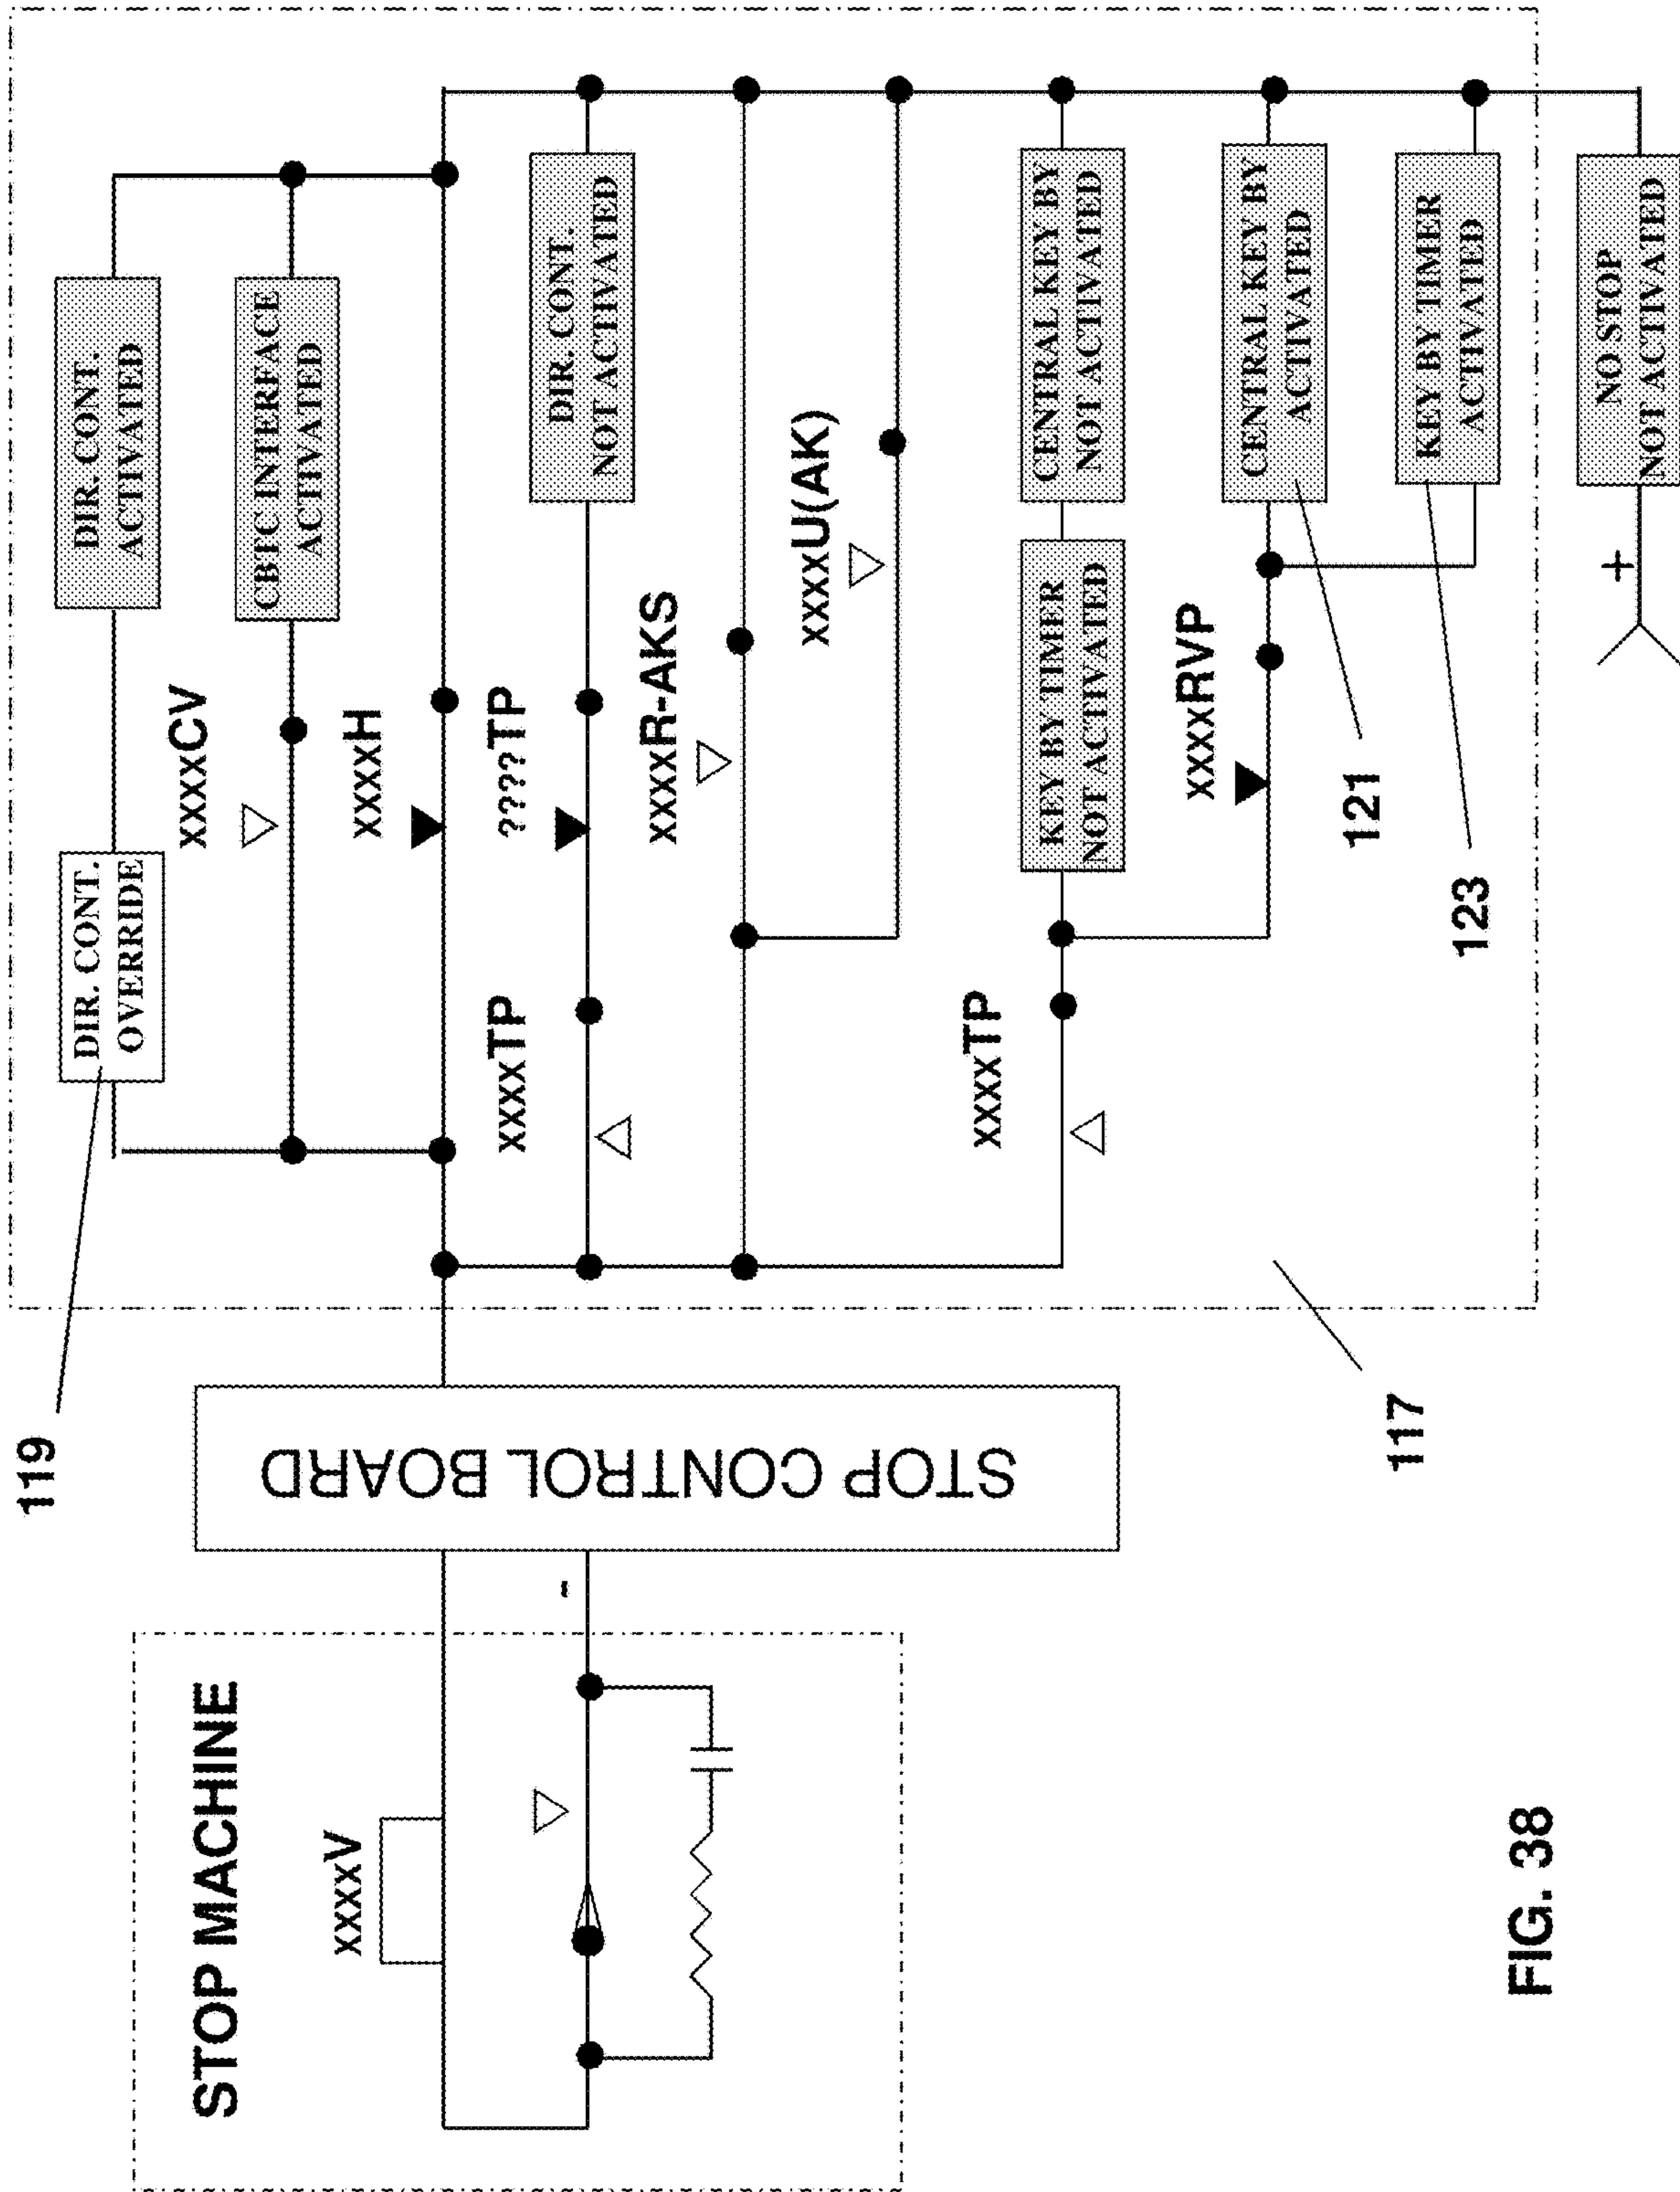 119
STOP MACHINE
xxxxV
-
STOP CONTROL BOARD
DIR. CONT.
OVERRIDE
DIR. CONT.
ACTIVATED
xxxxCV
CBTC INTERFACE
ACTIVATED
xxxxH
xxxxTP
????TP
DIR. CONT.
NOT ACTIVATED
xxxxR-AKS
xxxxU(AK)
xxxxTP
KEY BY TIMER
NOT ACTIVATED
CENTRAL KEY BY
NOT ACTIVATED
xxxxRVP
CENTRAL KEY BY
ACTIVATED
121
KEY BY TIMER
ACTIVATED
123
117
+
NO STOP
NOT ACTIVATED
FIG. 38